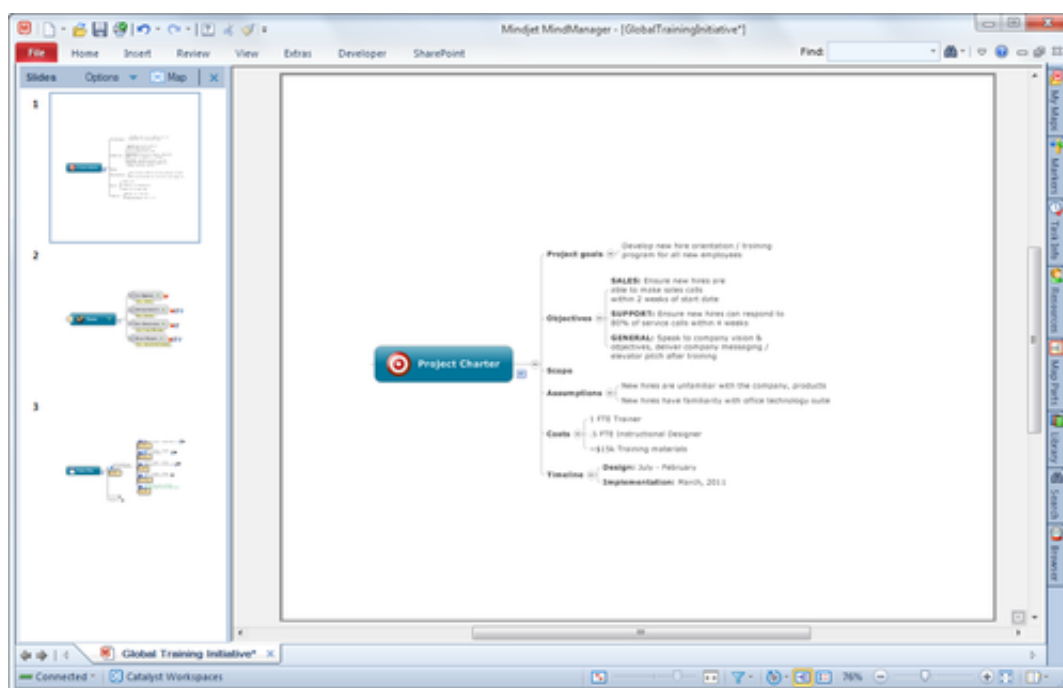 Mindjet MindManager - [GlobalTrainingInitiative*]
File Home Insert Review View Extras Developer SharePoint Find:
Slides Options Map
1
2
3
Project Charter
Project goals
Develop new hire orientation / training
program for all new employees
Objectives
SALES: Ensure new hires are
able to make sales calls
within 2 weeks of start date
SUPPORT: Ensure new hires can respond to
80% of service calls within 4 weeks
GENERAL: Speak to company vision &
objectives, deliver company messaging /
elevator pitch after training
Scope
Assumptions
New hires are unfamiliar with the company, products
New hires have familiarity with office technology suite
Costs
1 FTE Trainer
.5 FTE Instructional Designer
~$15k Training materials
Timeline
Design: July - February
Implementation: March, 2011
My Maps
Markers
Task Info
Resources
Map Parts
Library
Search
Browser
Global Training Initiative*
Connected Catalyst Workspaces 76%